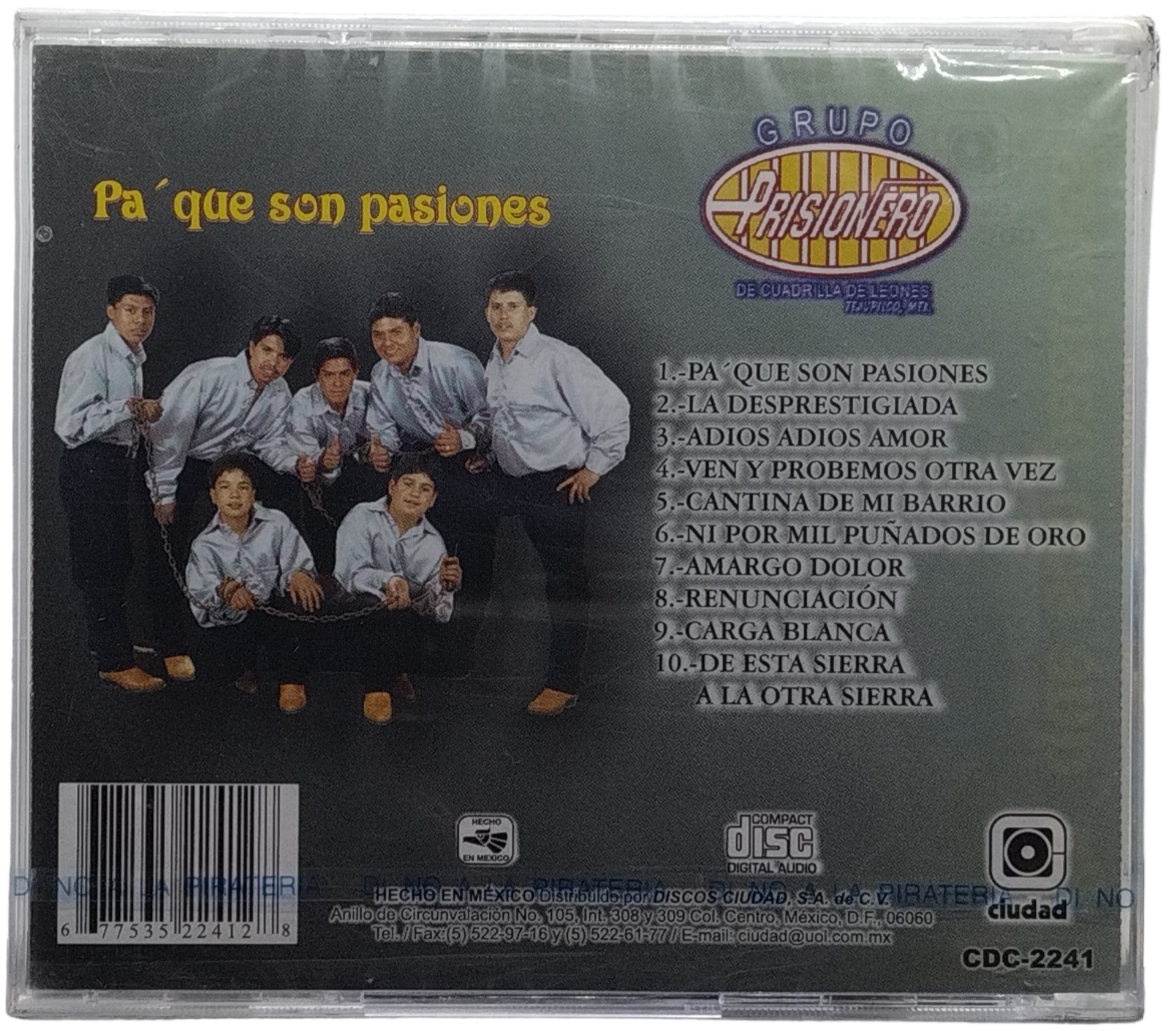 GRUPO
PRISIONERO
DE CUADRILLA DE LEONES
TEJUPILCO, MEX.
Pa´que son pasiones
1.-PA´QUE SON PASIONES
2.-LA DESPRESTIGIADA
3.-ADIOS ADIOS AMOR
4.-VEN Y PROBEMOS OTRA VEZ
5.-CANTINA DE MI BARRIO
6.-NI POR MIL PUÑADOS DE ORO
7.-AMARGO DOLOR
8.-RENUNCIACIÓN
9.-CARGA BLANCA
10.-DE ESTA SIERRA
A LA OTRA SIERRA
HECHO
EN MEXICO
COMPACT
disc
DIGITAL AUDIO
DI NO A LA PIRATERIA DI NO A LA PIRATERIA DI NO A LA PIRATERIA DI NO
HECHO EN MÉXICO Distribuido por DISCOS CIUDAD, S.A. de C.V.
Anillo de Circunvalación No. 105, Int. 308 y 309 Col. Centro, México, D.F., 06060
Tel. / Fax:(5) 522-97-16 y (5) 522-61-77 / E-mail: ciudad@uol.com.mx
ciudad
6 77535 22412 8
CDC-2241